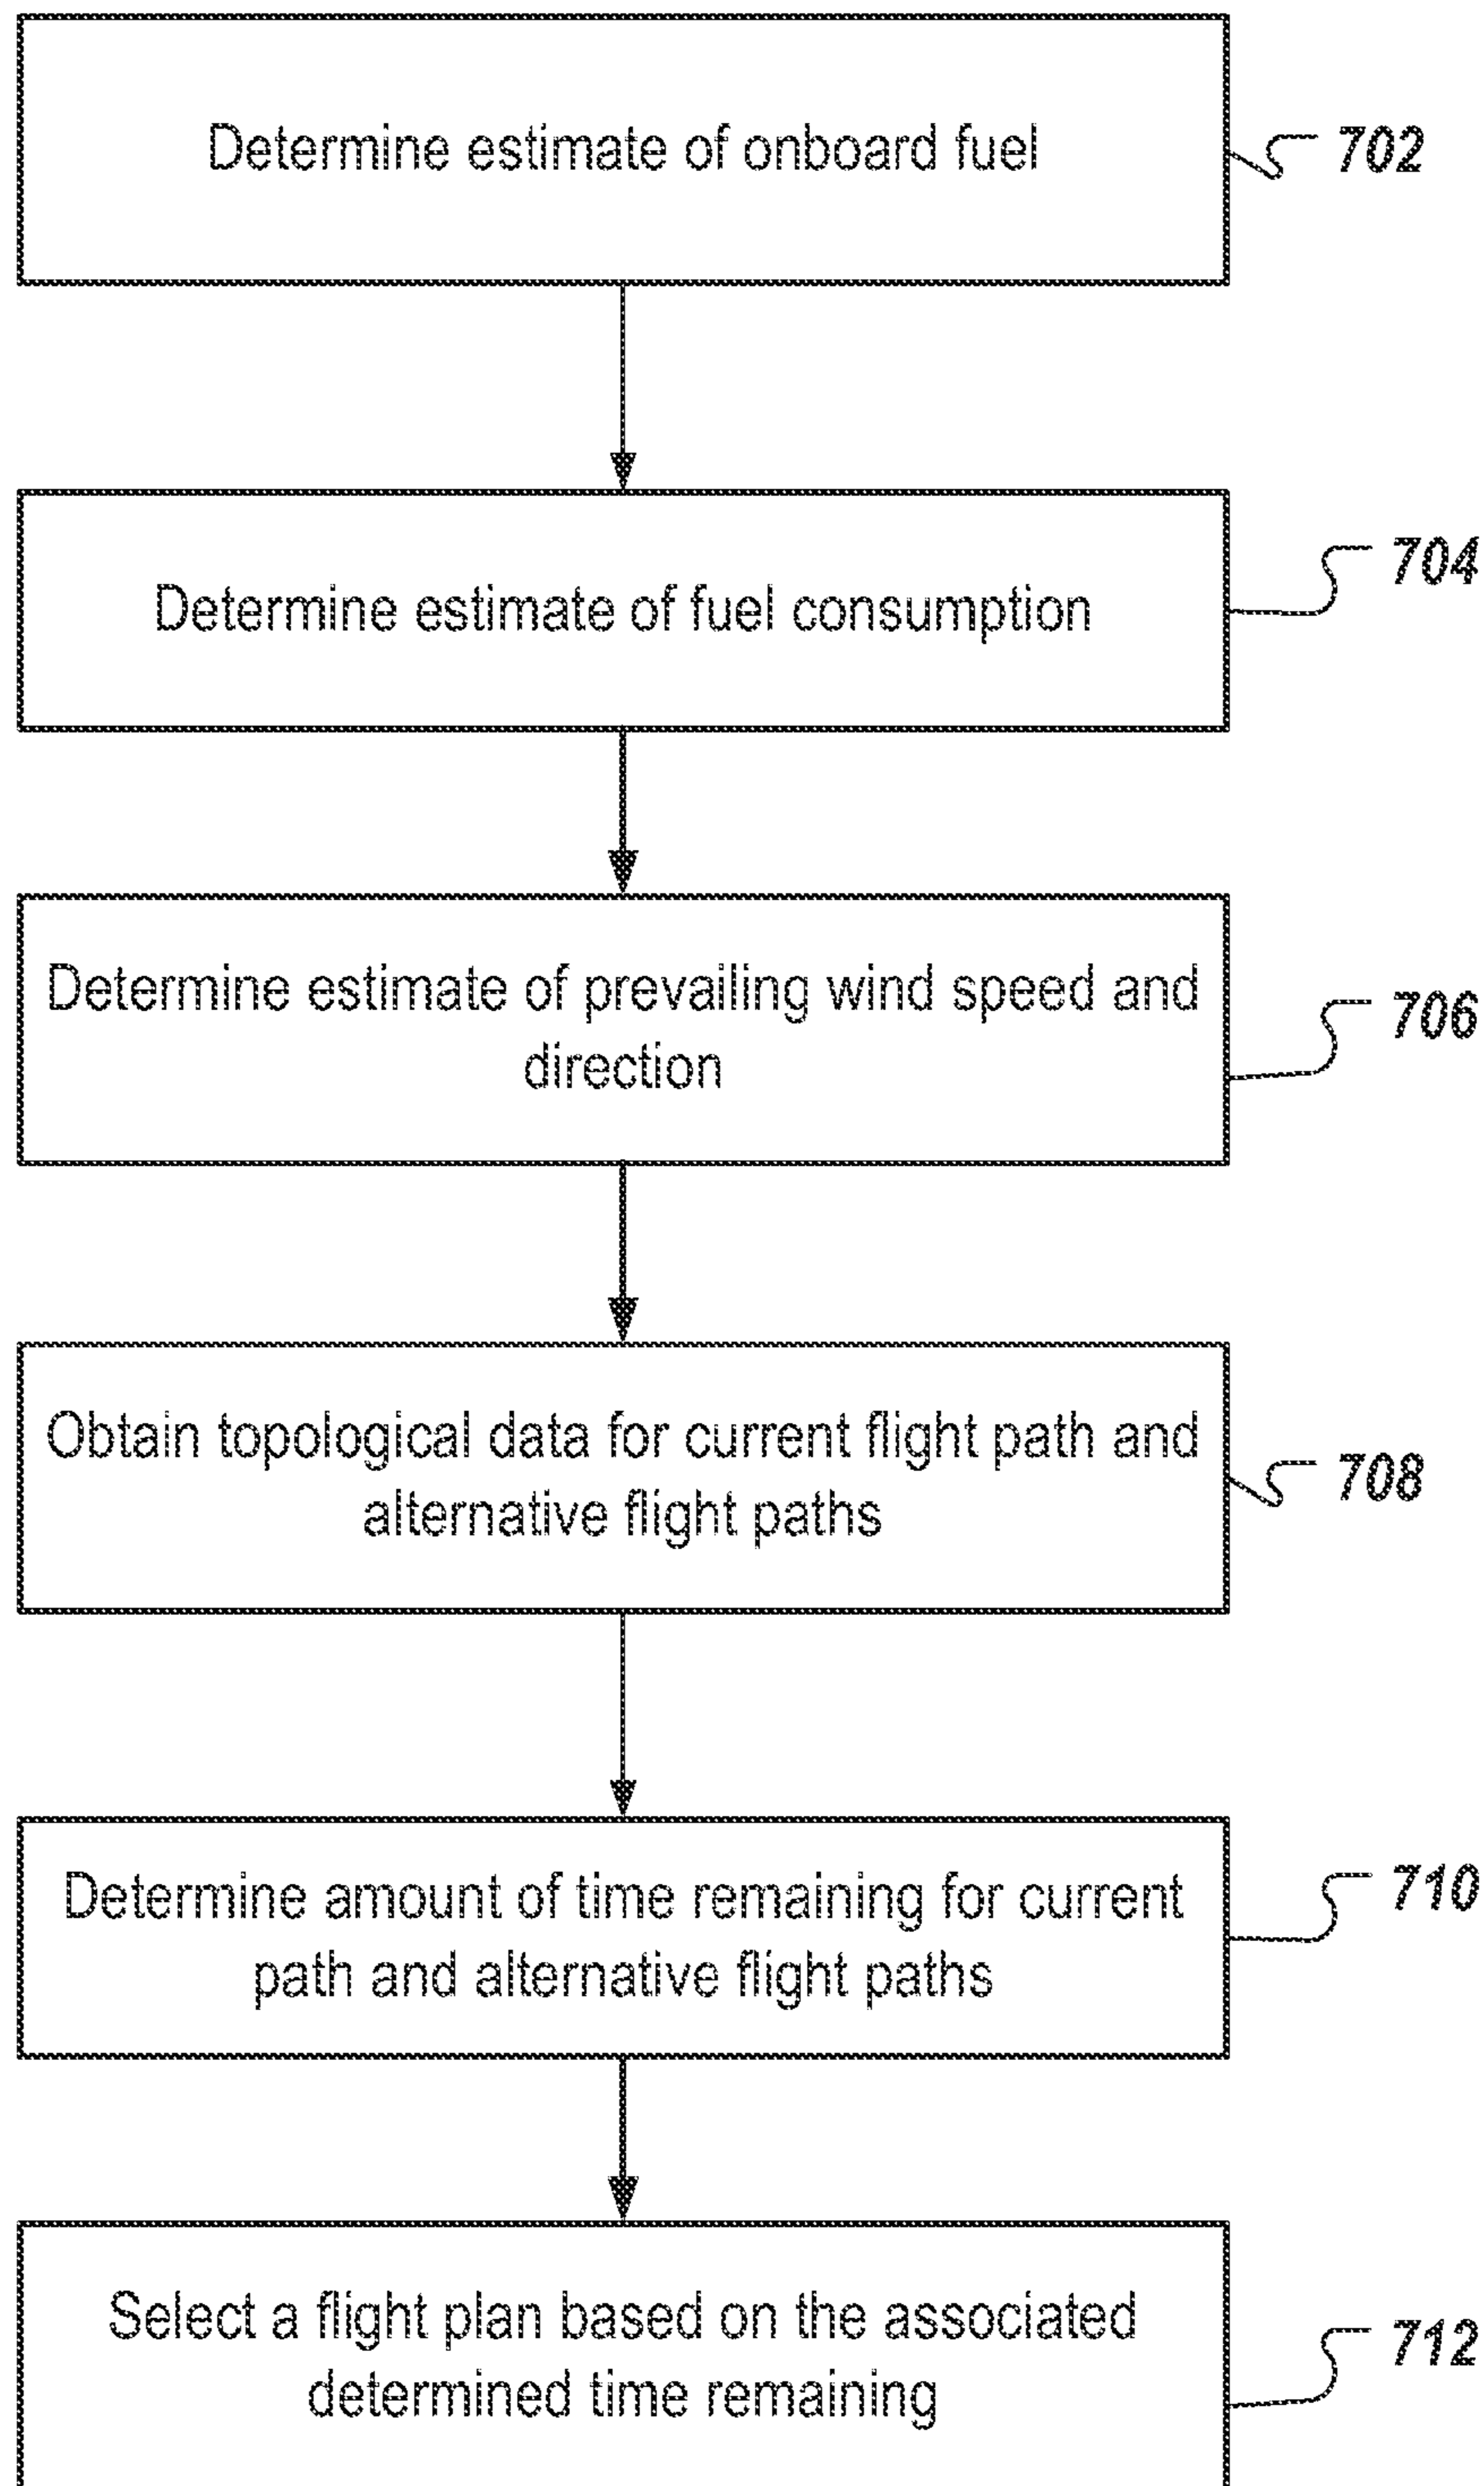 Determine estimate of onboard fuel
702
Determine estimate of fuel consumption
704
Determine estimate of prevailing wind speed and
direction
706
Obtain topological data for current flight path and
alternative flight paths
708
Determine amount of time remaining for current
path and alternative flight paths
710
Select a flight plan based on the associated
determined time remaining
712